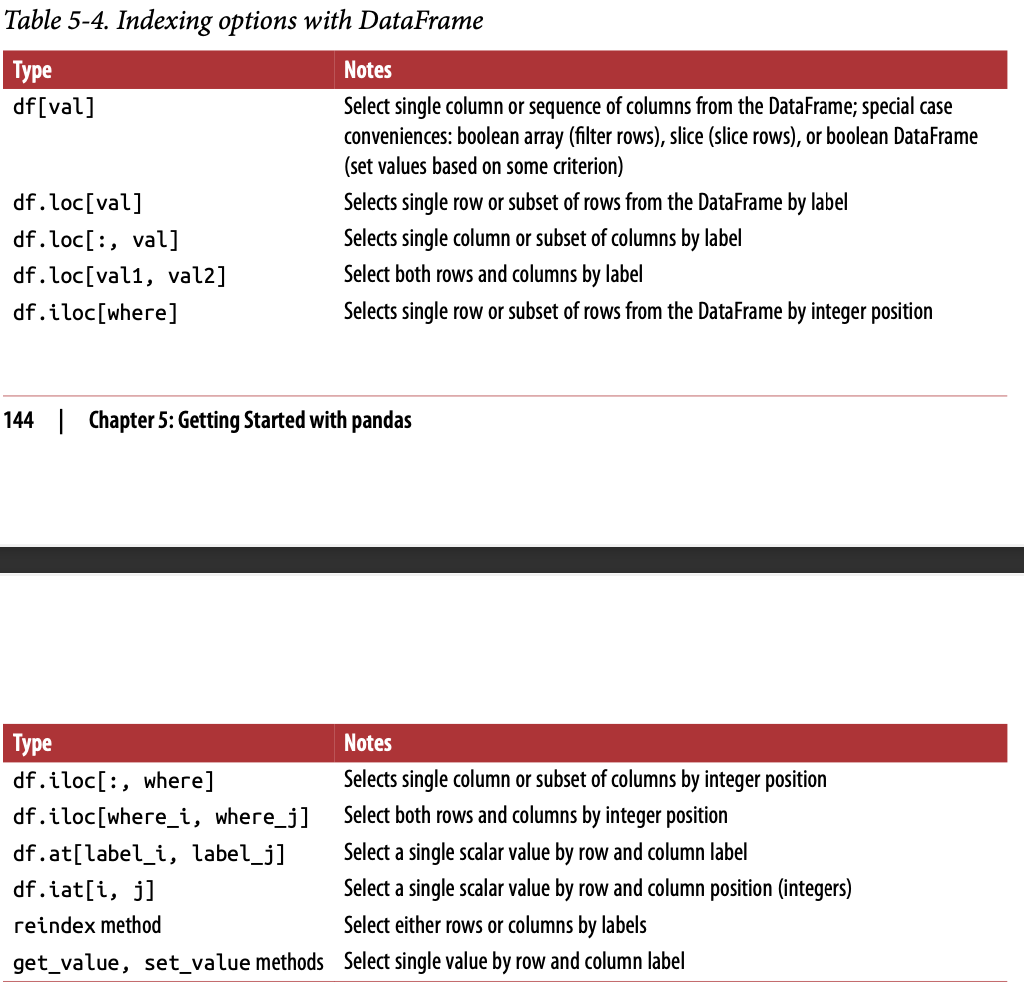 Table 5-4. Indexing options with DataFrame
Type Notes
df[val] Select single column or sequence of columns from the DataFrame; special case
conveniences: boolean array (filter rows), slice (slice rows), or boolean DataFrame
(set values based on some criterion)
df.loc[val] Selects single row or subset of rows from the DataFrame by label
df.loc[:, val] Selects single column or subset of columns by label
df.loc[val1, val2] Select both rows and columns by label
df.iloc[where] Selects single row or subset of rows from the DataFrame by integer position
144 | Chapter 5: Getting Started with pandas
Type Notes
df.iloc[:, where] Selects single column or subset of columns by integer position
df.iloc[where_i, where_j] Select both rows and columns by integer position
df.at[label_i, label_j] Select a single scalar value by row and column label
df.iat[i, j] Select a single scalar value by row and column position (integers)
reindex method Select either rows or columns by labels
get_value, set_value methods Select single value by row and column label